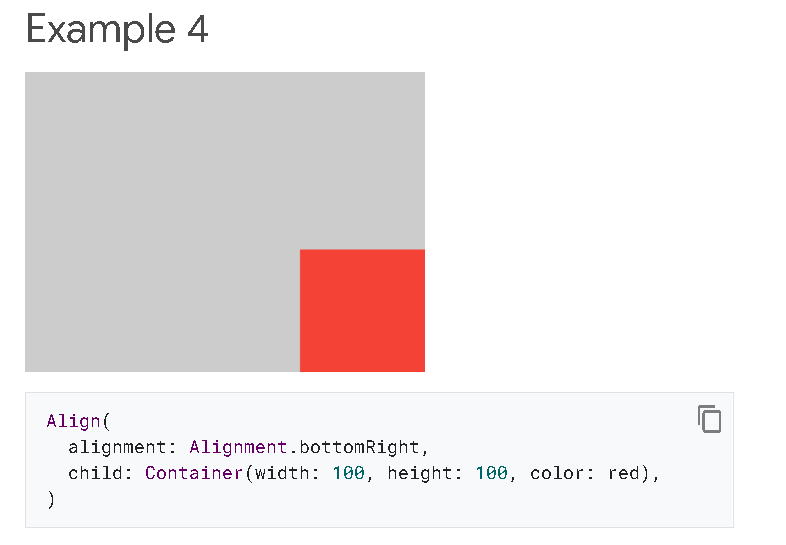 Example 4
Align(
  alignment: Alignment.bottomRight,
  child: Container(width: 100, height: 100, color: red),
)